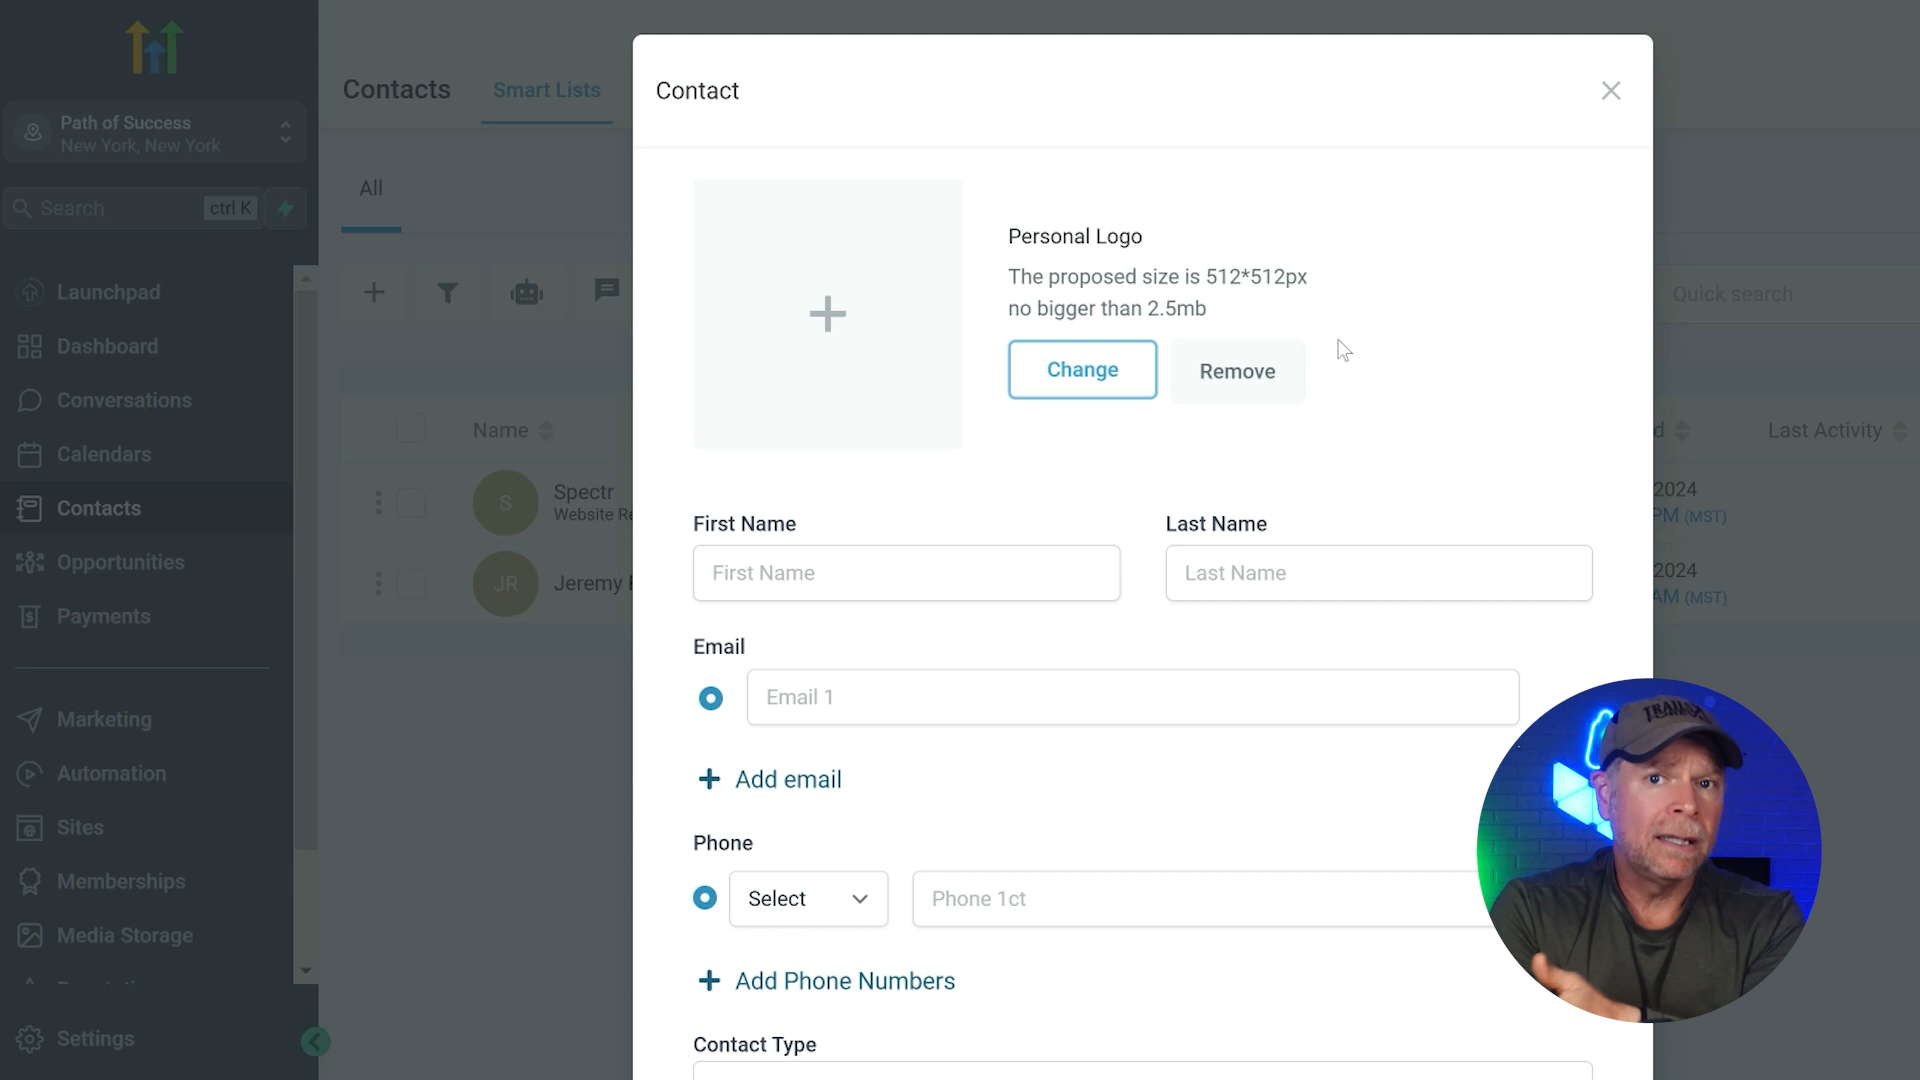 Path of Success
New York, New York
Search
ctrl K
Launchpad
Dashboard
Conversations
Calendars
Contacts
Opportunities
Payments
Marketing
Automation
Sites
Memberships
Media Storage
Settings
Contacts
Smart Lists
All
Name
S
Spectr
Website Re
JR
Jeremy
Contact
Personal Logo
The proposed size is 512*512px
no bigger than 2.5mb
Change
Remove
First Name
Last Name
First Name
Last Name
Email
Email 1
Add email
Phone
Select
Phone 1ct
Add Phone Numbers
Contact Type
Quick search
d
Last Activity
2024
PM (MST)
2024
AM (MST)